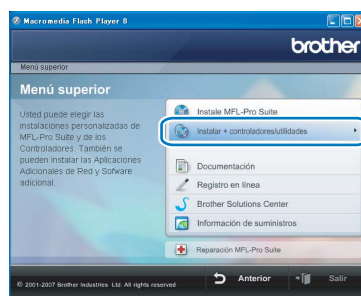 Macromedia Flash Player 8
brother
Menú superior
Menú superior
Usted puede elegir las
instalaciones personalizadas de
MFL-Pro Suite y de los
Controladores. También se
pueden instalar las Aplicaciones
Adicionales de Red y Sofware
adicional.
Instale MFL-Pro Suite
Instalar + controladores/utilidades
Documentación
Registro en línea
Brother Solutions Center
Información de suministros
Reparación MFL-Pro Suite
© 2001-2007 Brother Industries Ltd. All rights reserved
Anterior
Salir